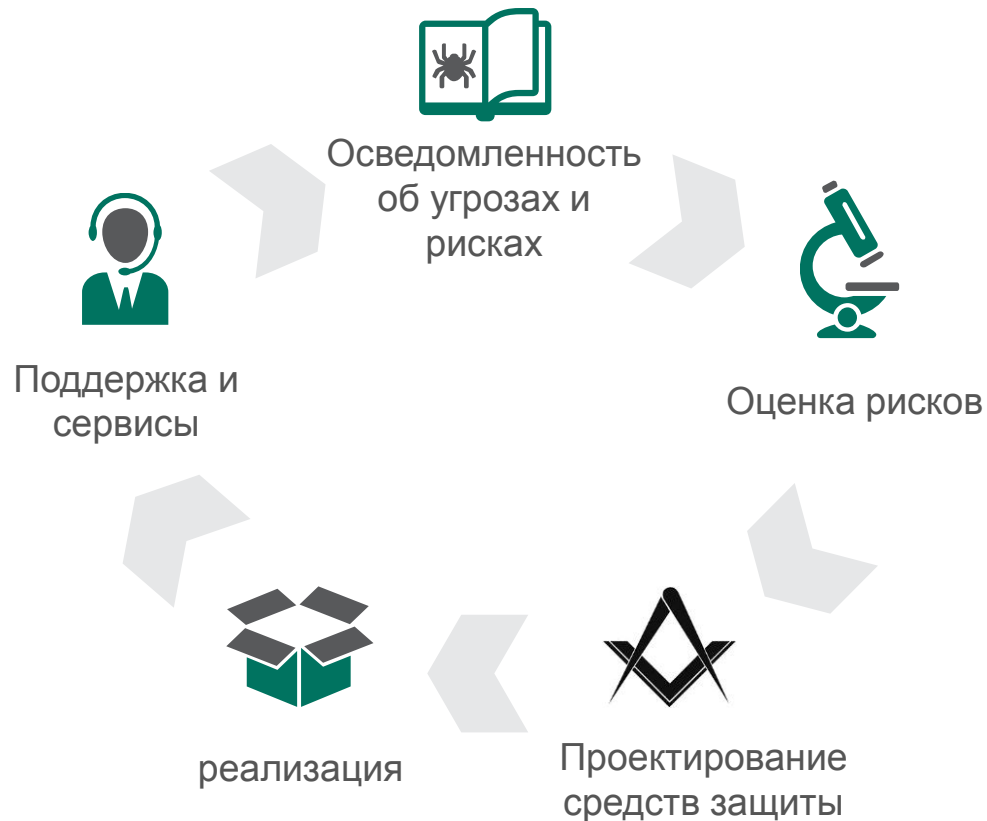 Осведомленность
об угрозах и
рисках
Оценка рисков
Проектирование
средств защиты
реализация
Поддержка и
сервисы